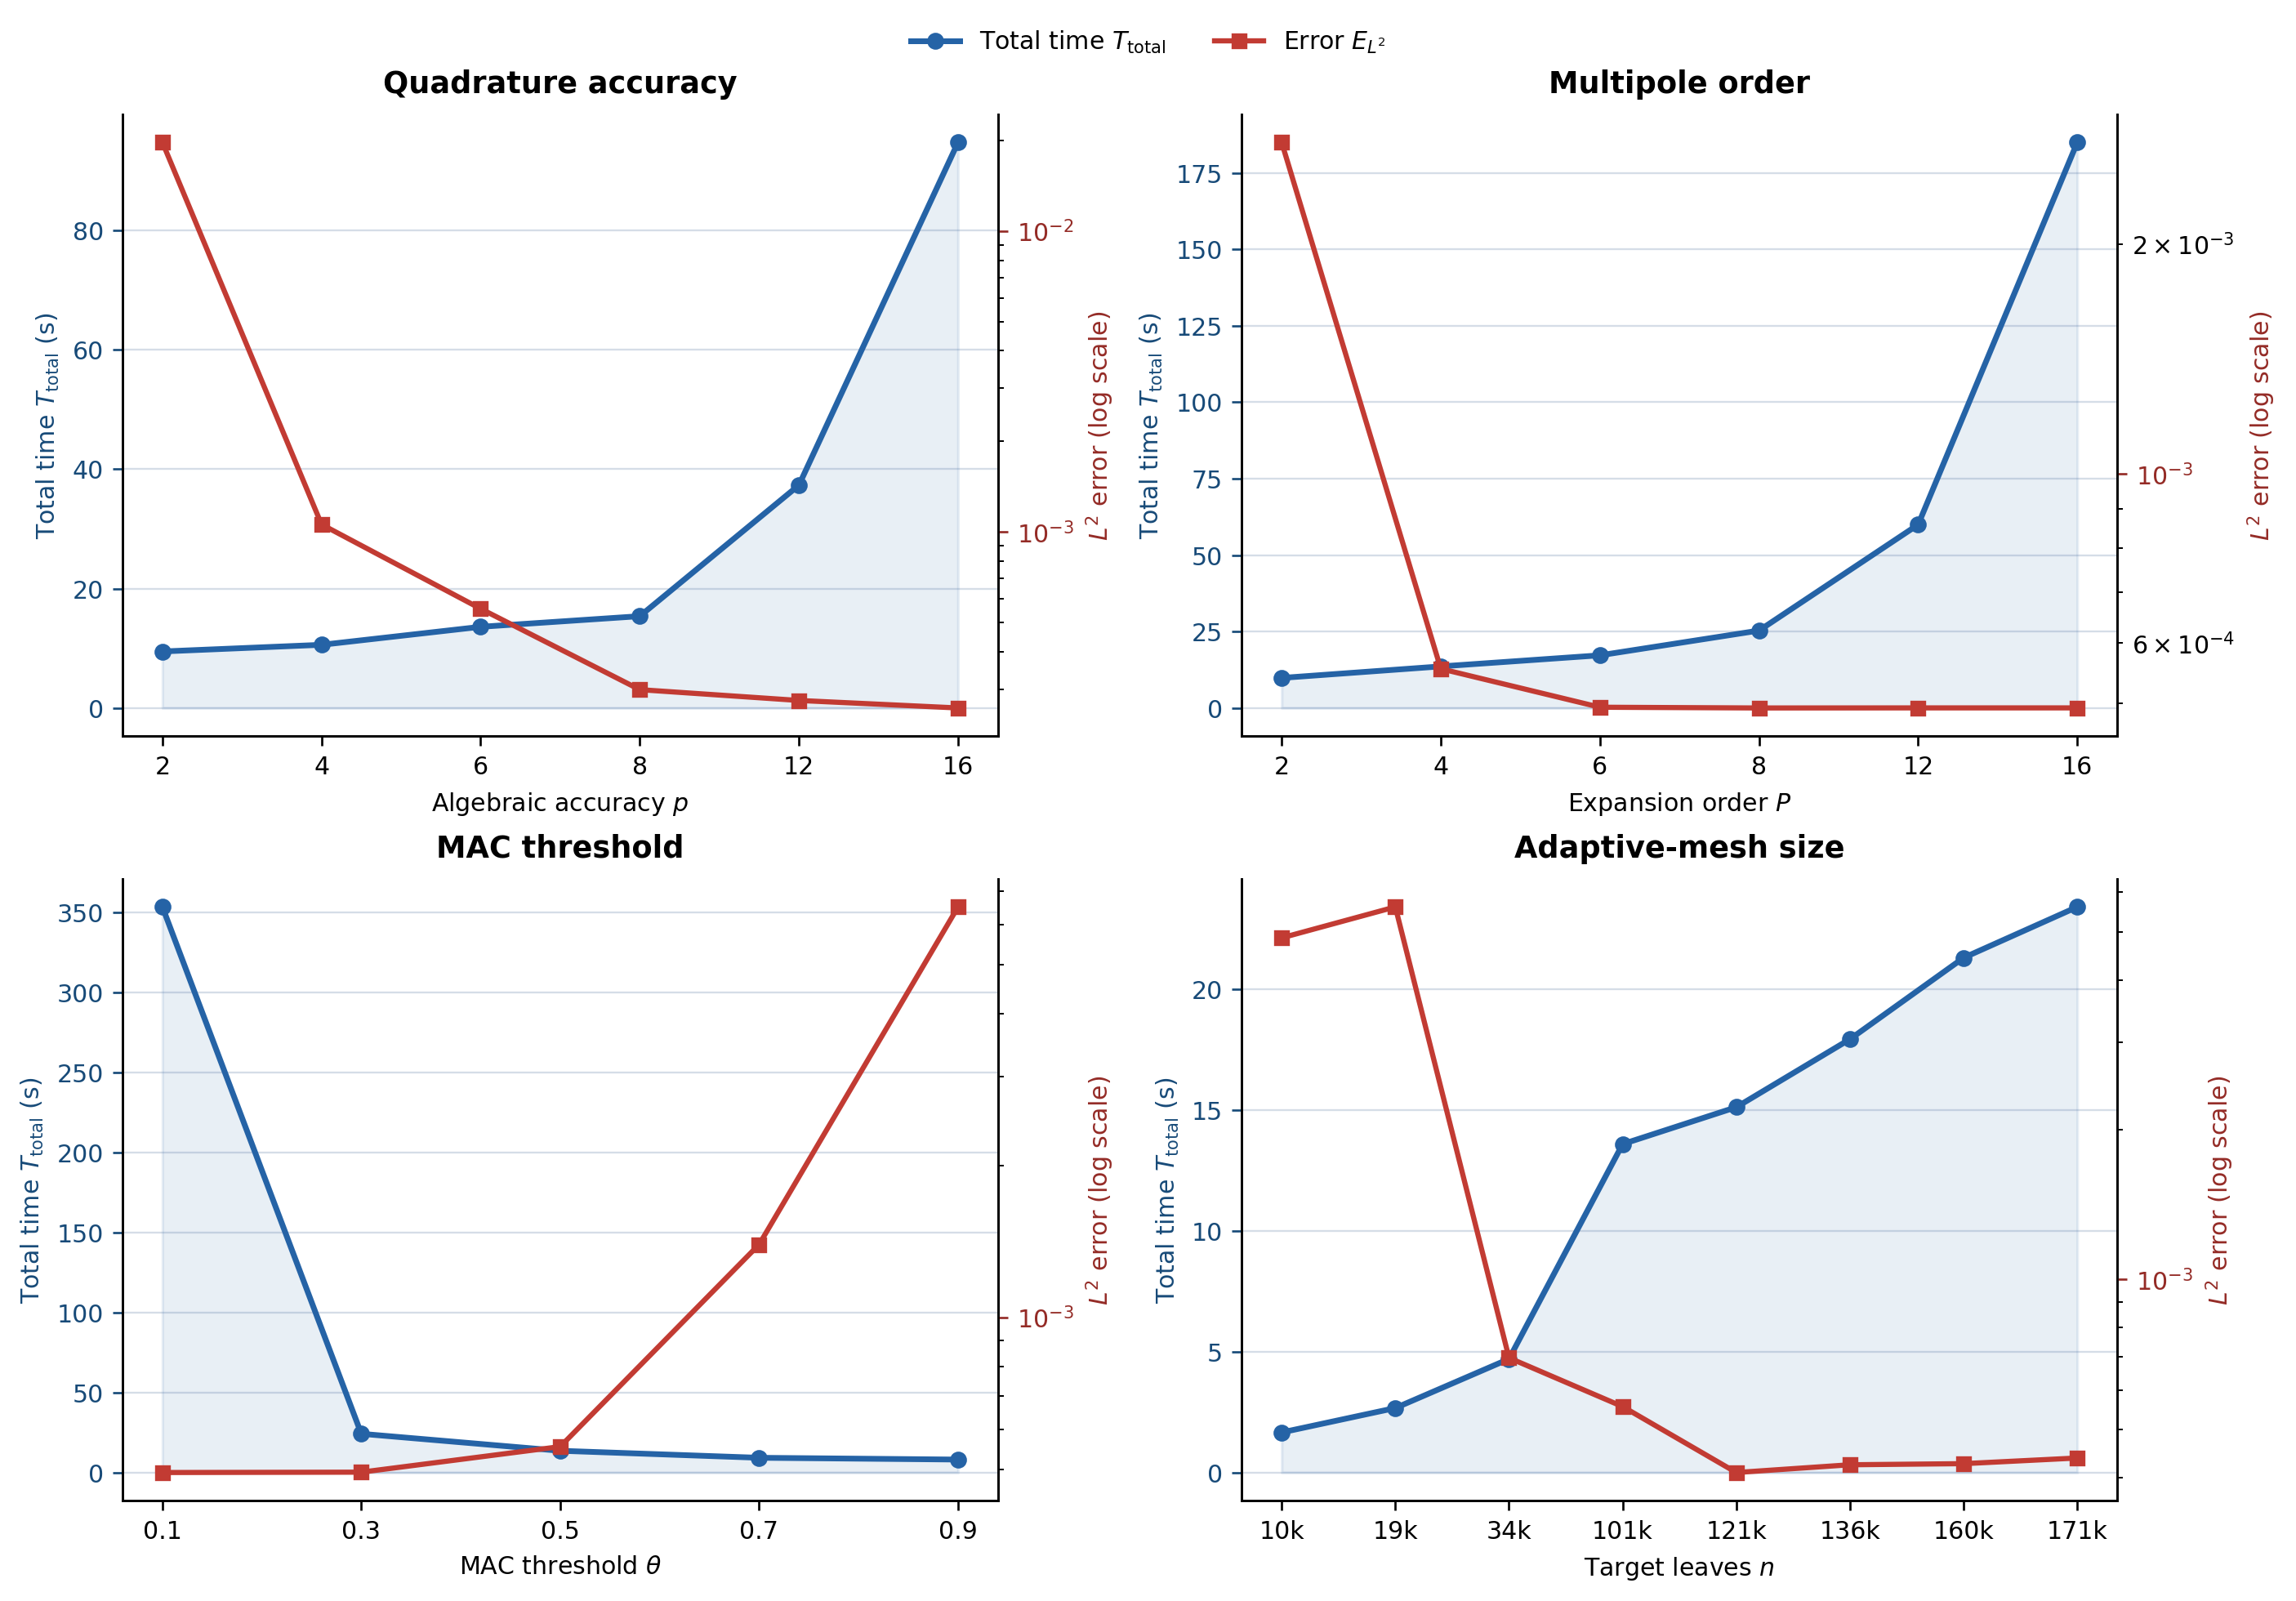 Total time T_total
Error E_L²
Quadrature accuracy
80
60
40
20
0
Total time T_total (s)
10⁻²
10⁻³
L² error (log scale)
2 4 6 8 12 16
Algebraic accuracy p
Multipole order
175
150
125
100
75
50
25
0
Total time T_total (s)
2 × 10⁻³
10⁻³
6 × 10⁻⁴
L² error (log scale)
2 4 6 8 12 16
Expansion order P
MAC threshold
350
300
250
200
150
100
50
0
Total time T_total (s)
10⁻³
L² error (log scale)
0.1 0.3 0.5 0.7 0.9
MAC threshold θ
Adaptive-mesh size
20
15
10
5
0
Total time T_total (s)
10⁻³
L² error (log scale)
10k 19k 34k 101k 121k 136k 160k 171k
Target leaves n